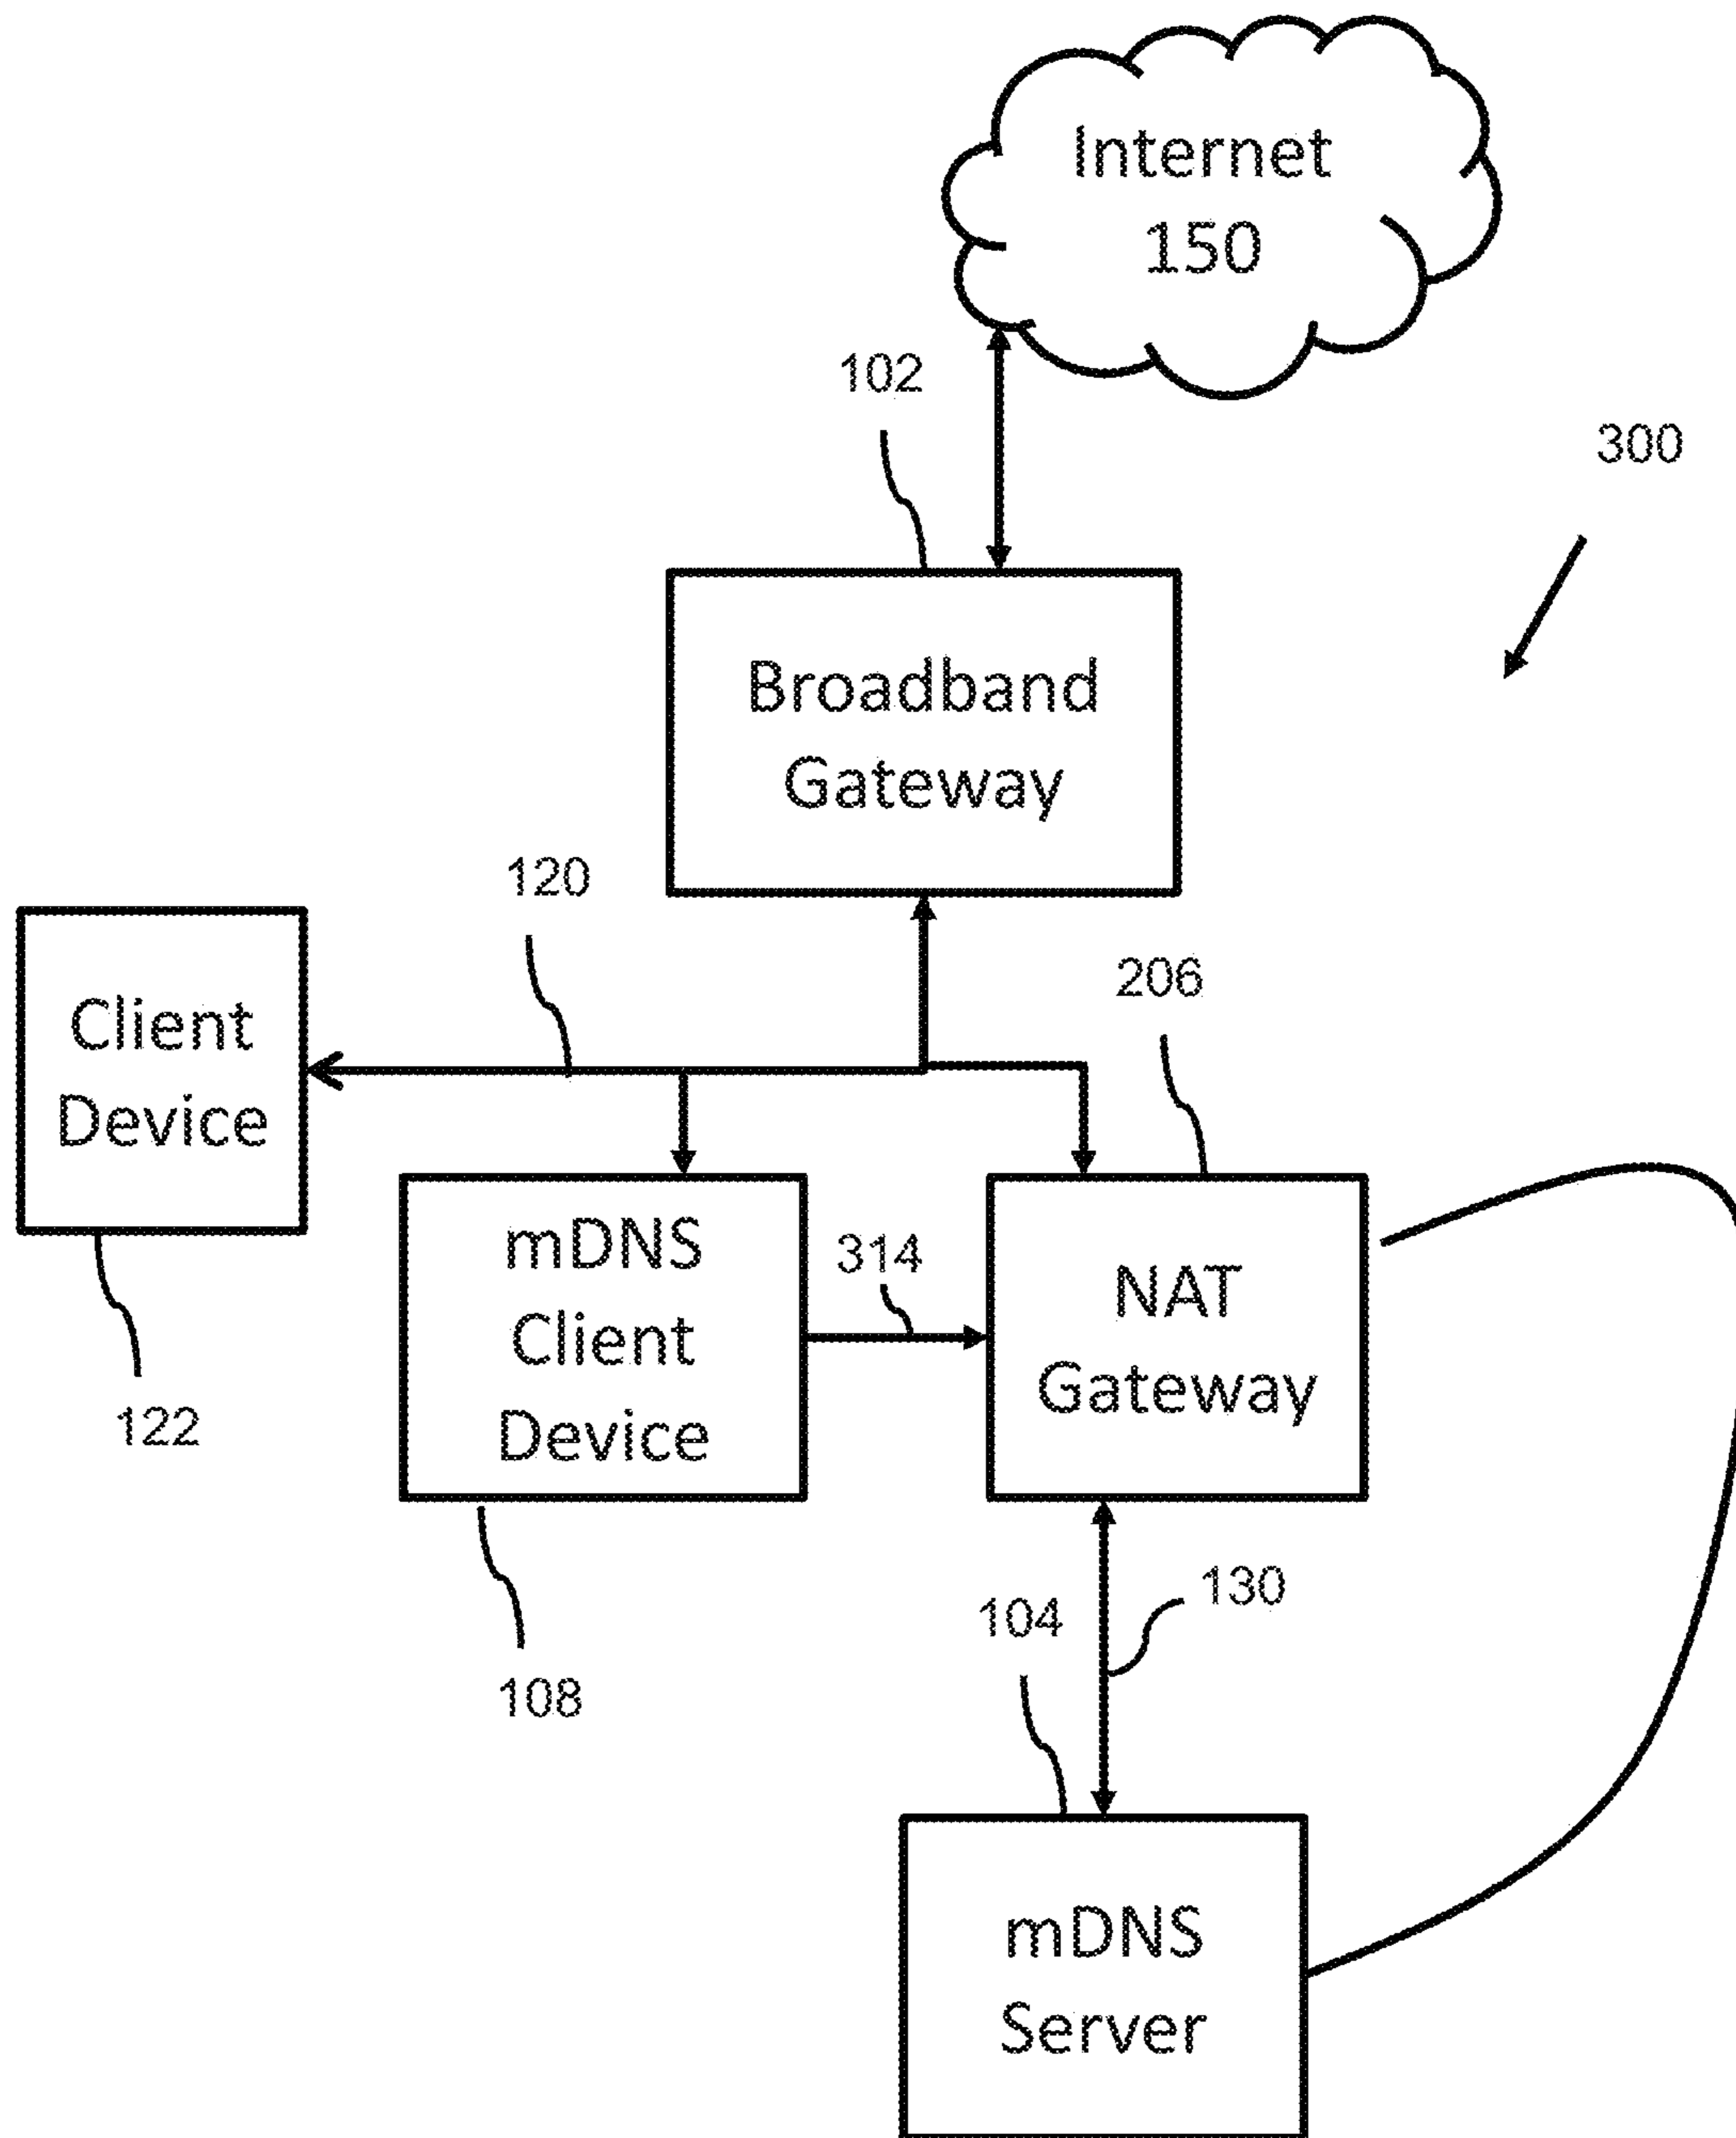 Internet
150
102
300
Broadband
Gateway
120
206
Client
Device
mDNS
Client
Device
314
NAT
Gateway
122
108
104
130
mDNS
Server